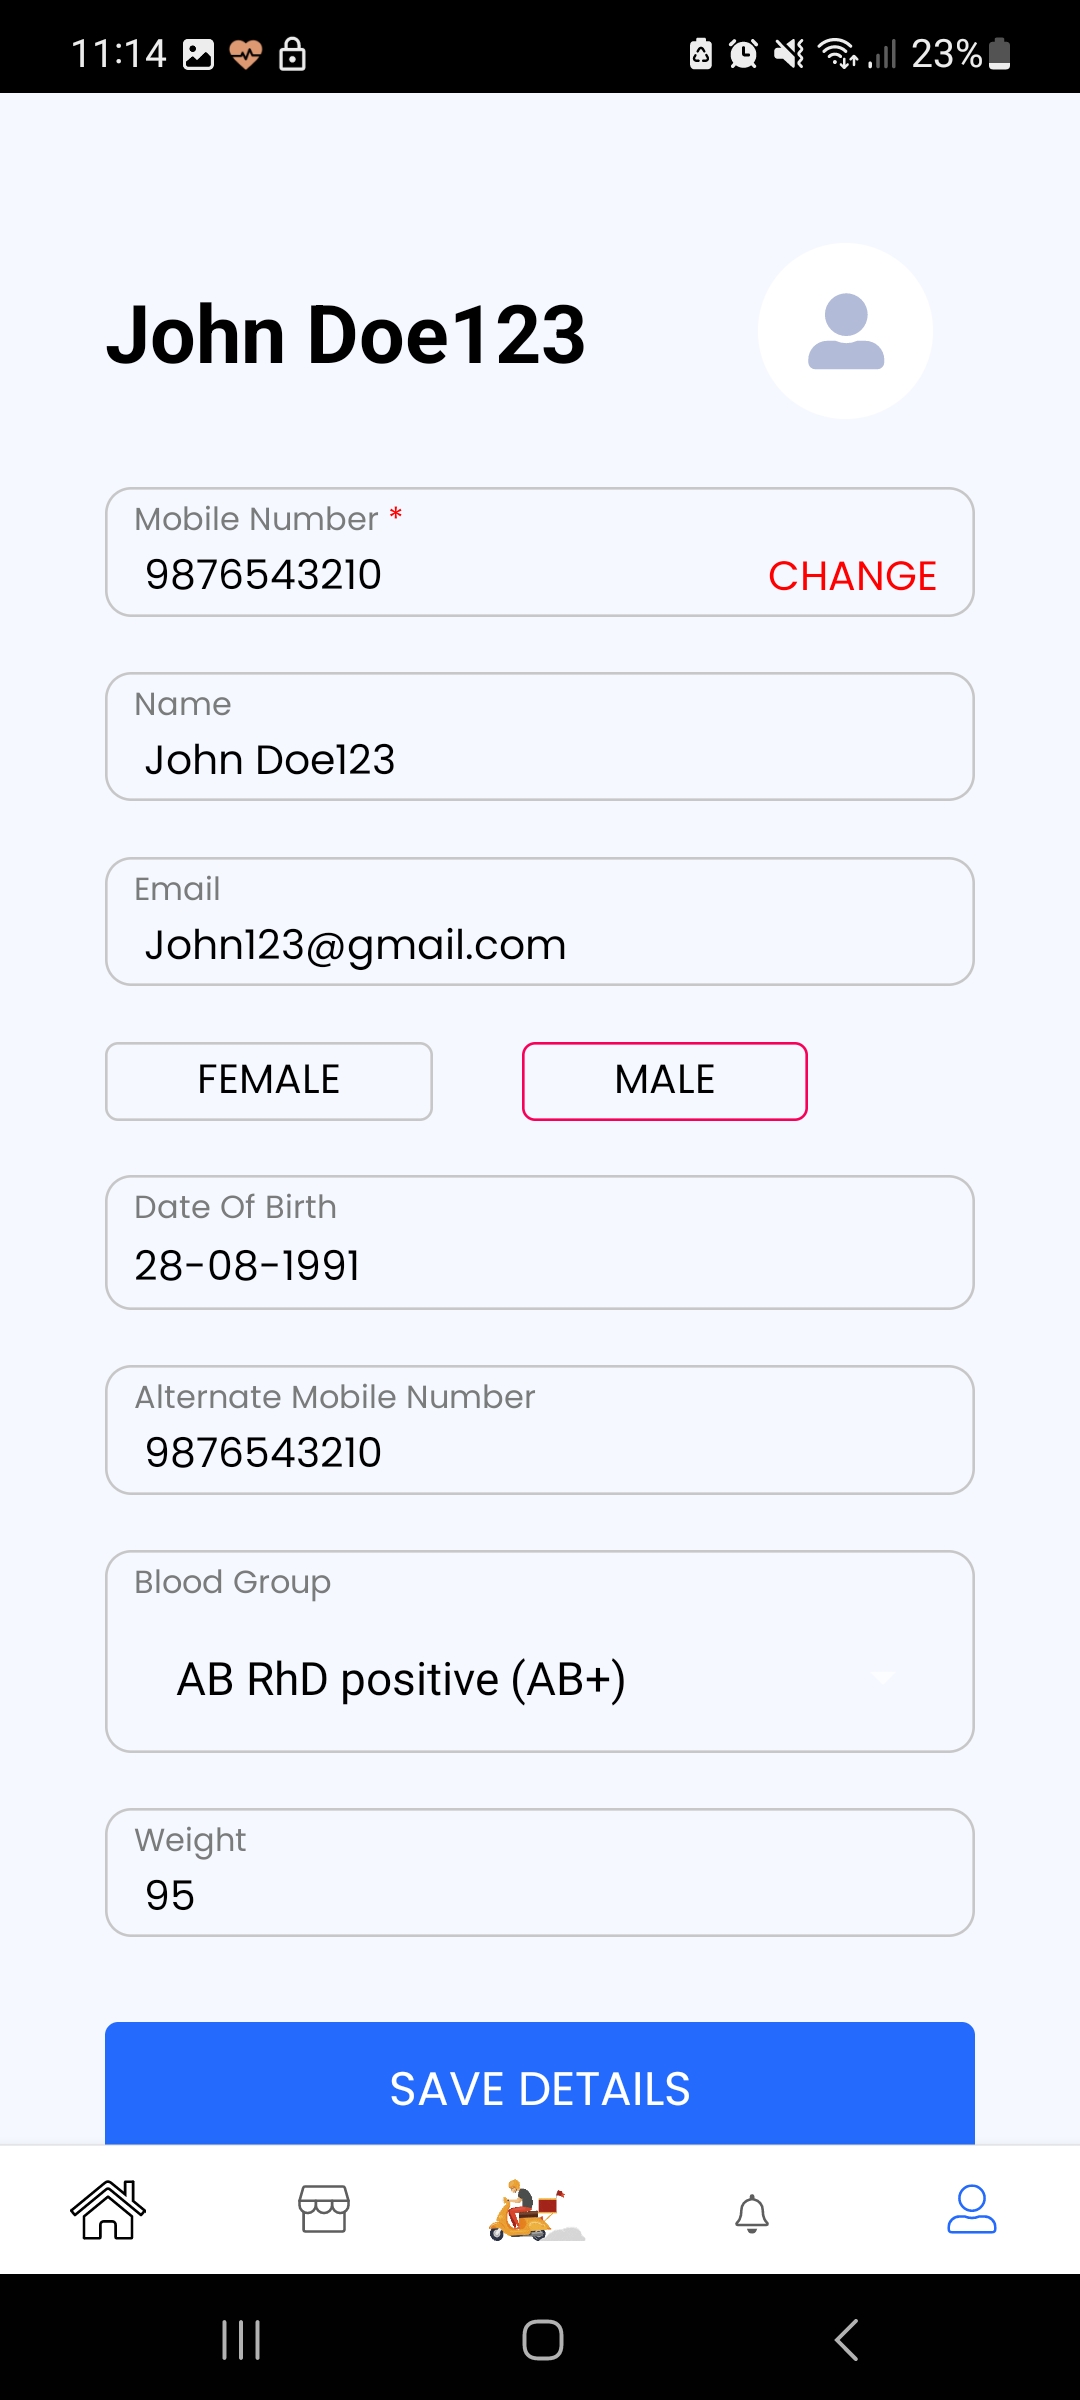 11:14
23%
John Doe123
Mobile Number *
9876543210
CHANGE
Name
John Doe123
Email
John123@gmail.com
FEMALE
MALE
Date Of Birth
28-08-1991
Alternate Mobile Number
9876543210
Blood Group
AB RhD positive (AB+)
Weight
95
SAVE DETAILS